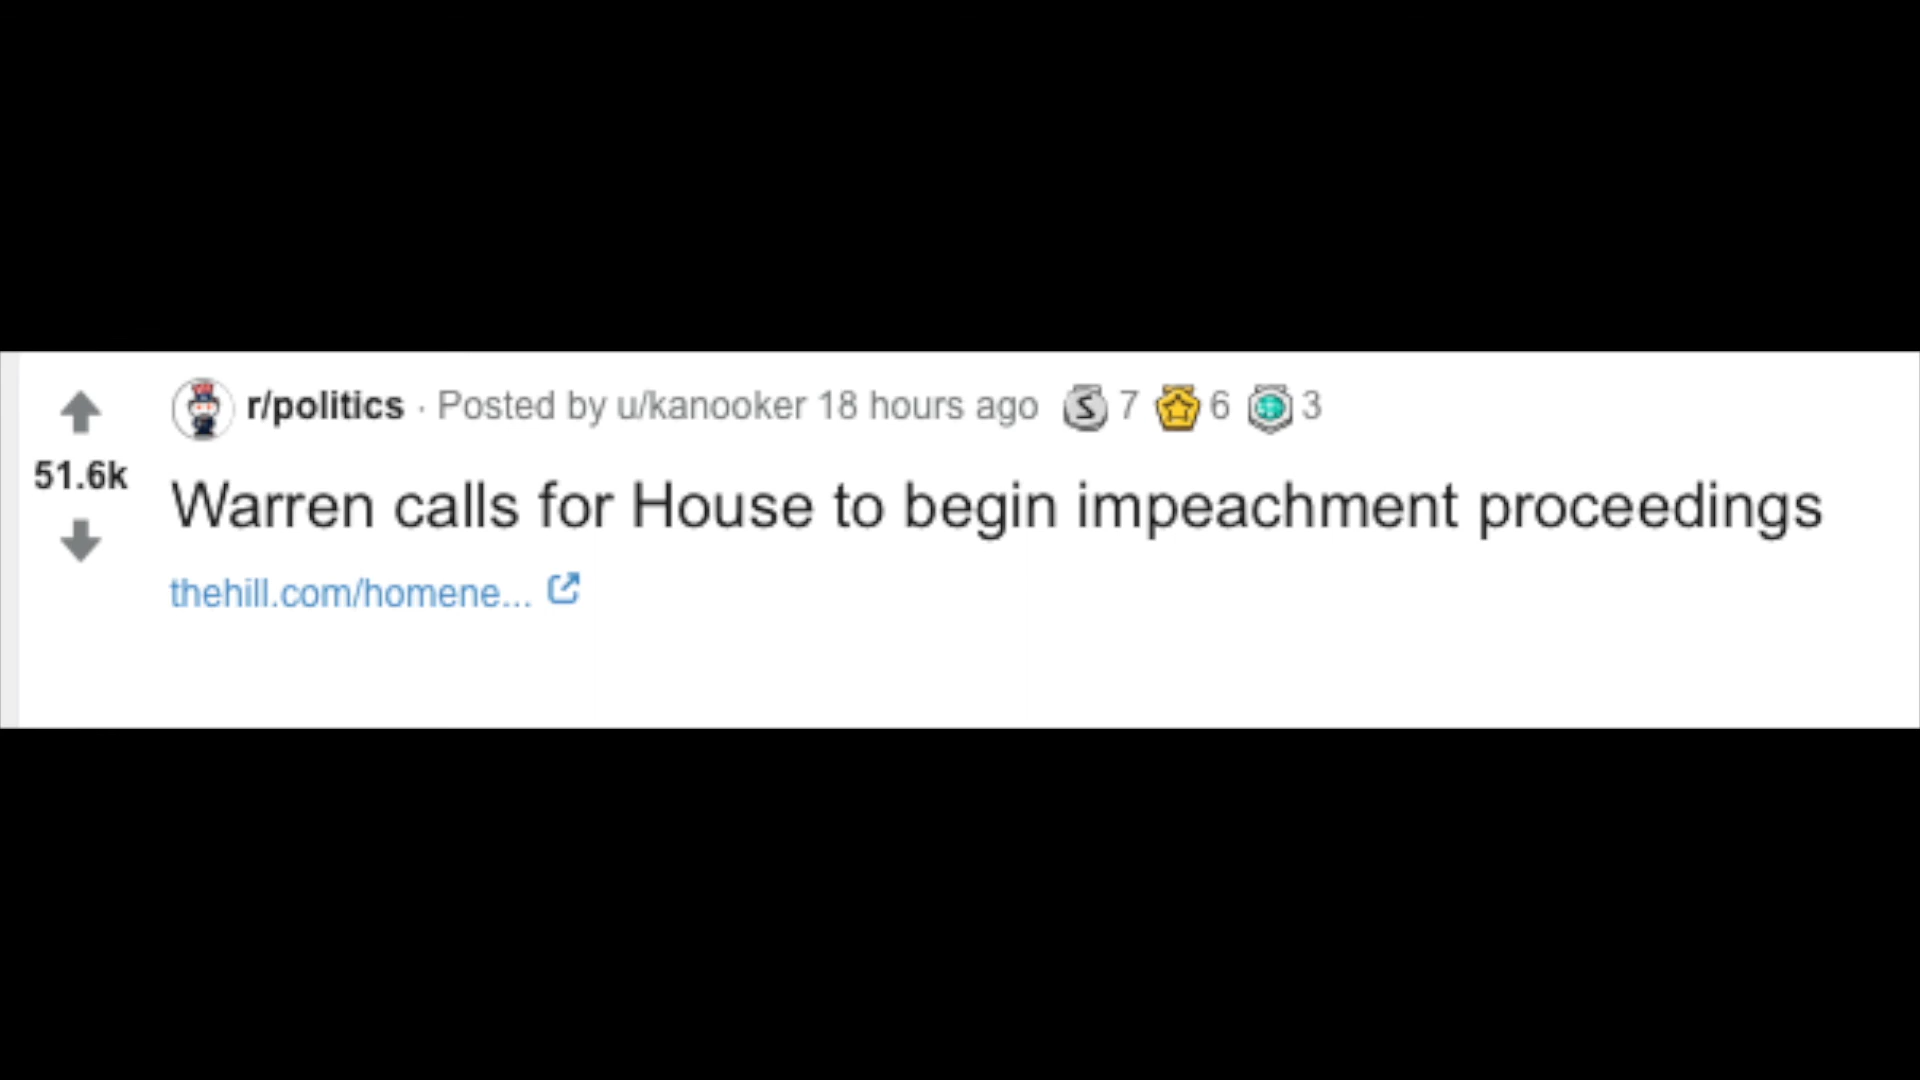 r/politics · Posted by u/kanooker 18 hours ago S 7 6 3
51.6k
Warren calls for House to begin impeachment proceedings
thehill.com/homene...